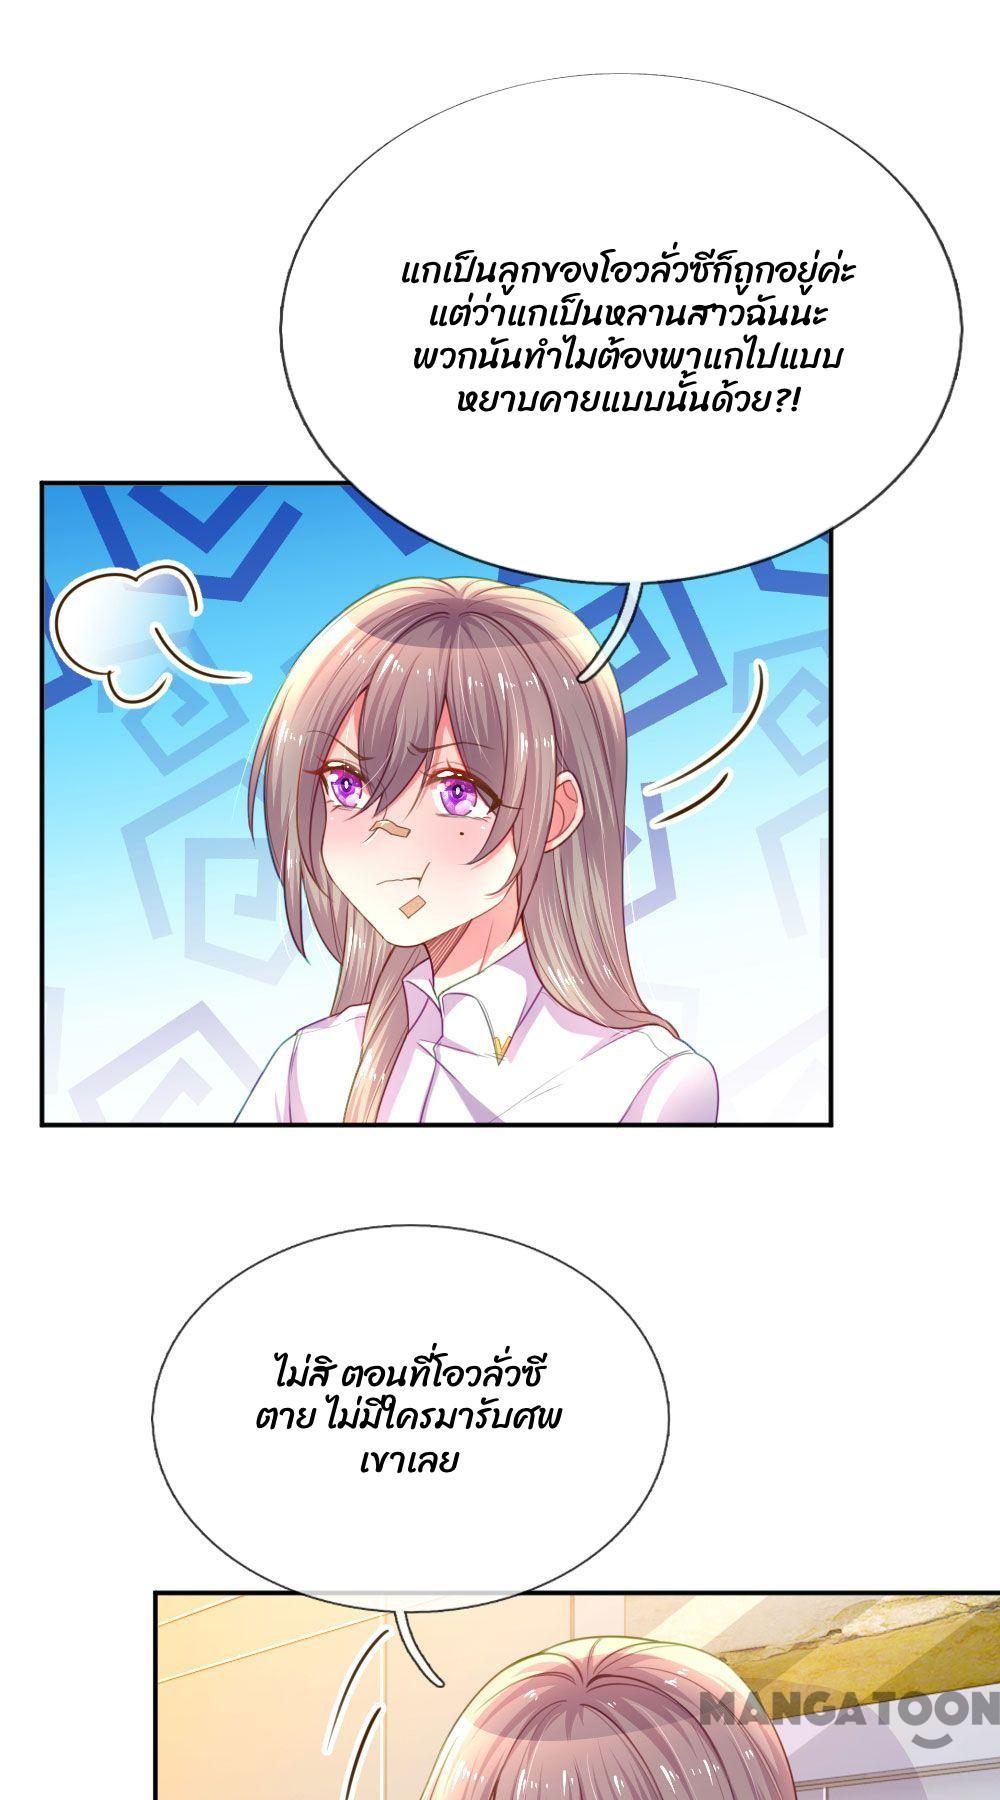 แกเป็นลูกของโอวลั่วซีก็ถูกอยู่ค่ะ
แต่ว่าแกเป็นหลานสาวฉันนะ
พวกนันทำไมต้องพาแกไปแบบ
หยาบคายแบบนั้นด้วย?!
ไม่สิ ตอนที่โอวลั่วซี
ตาย ไม่มีใครมารับศพ
เขาเลย
MANGATOON